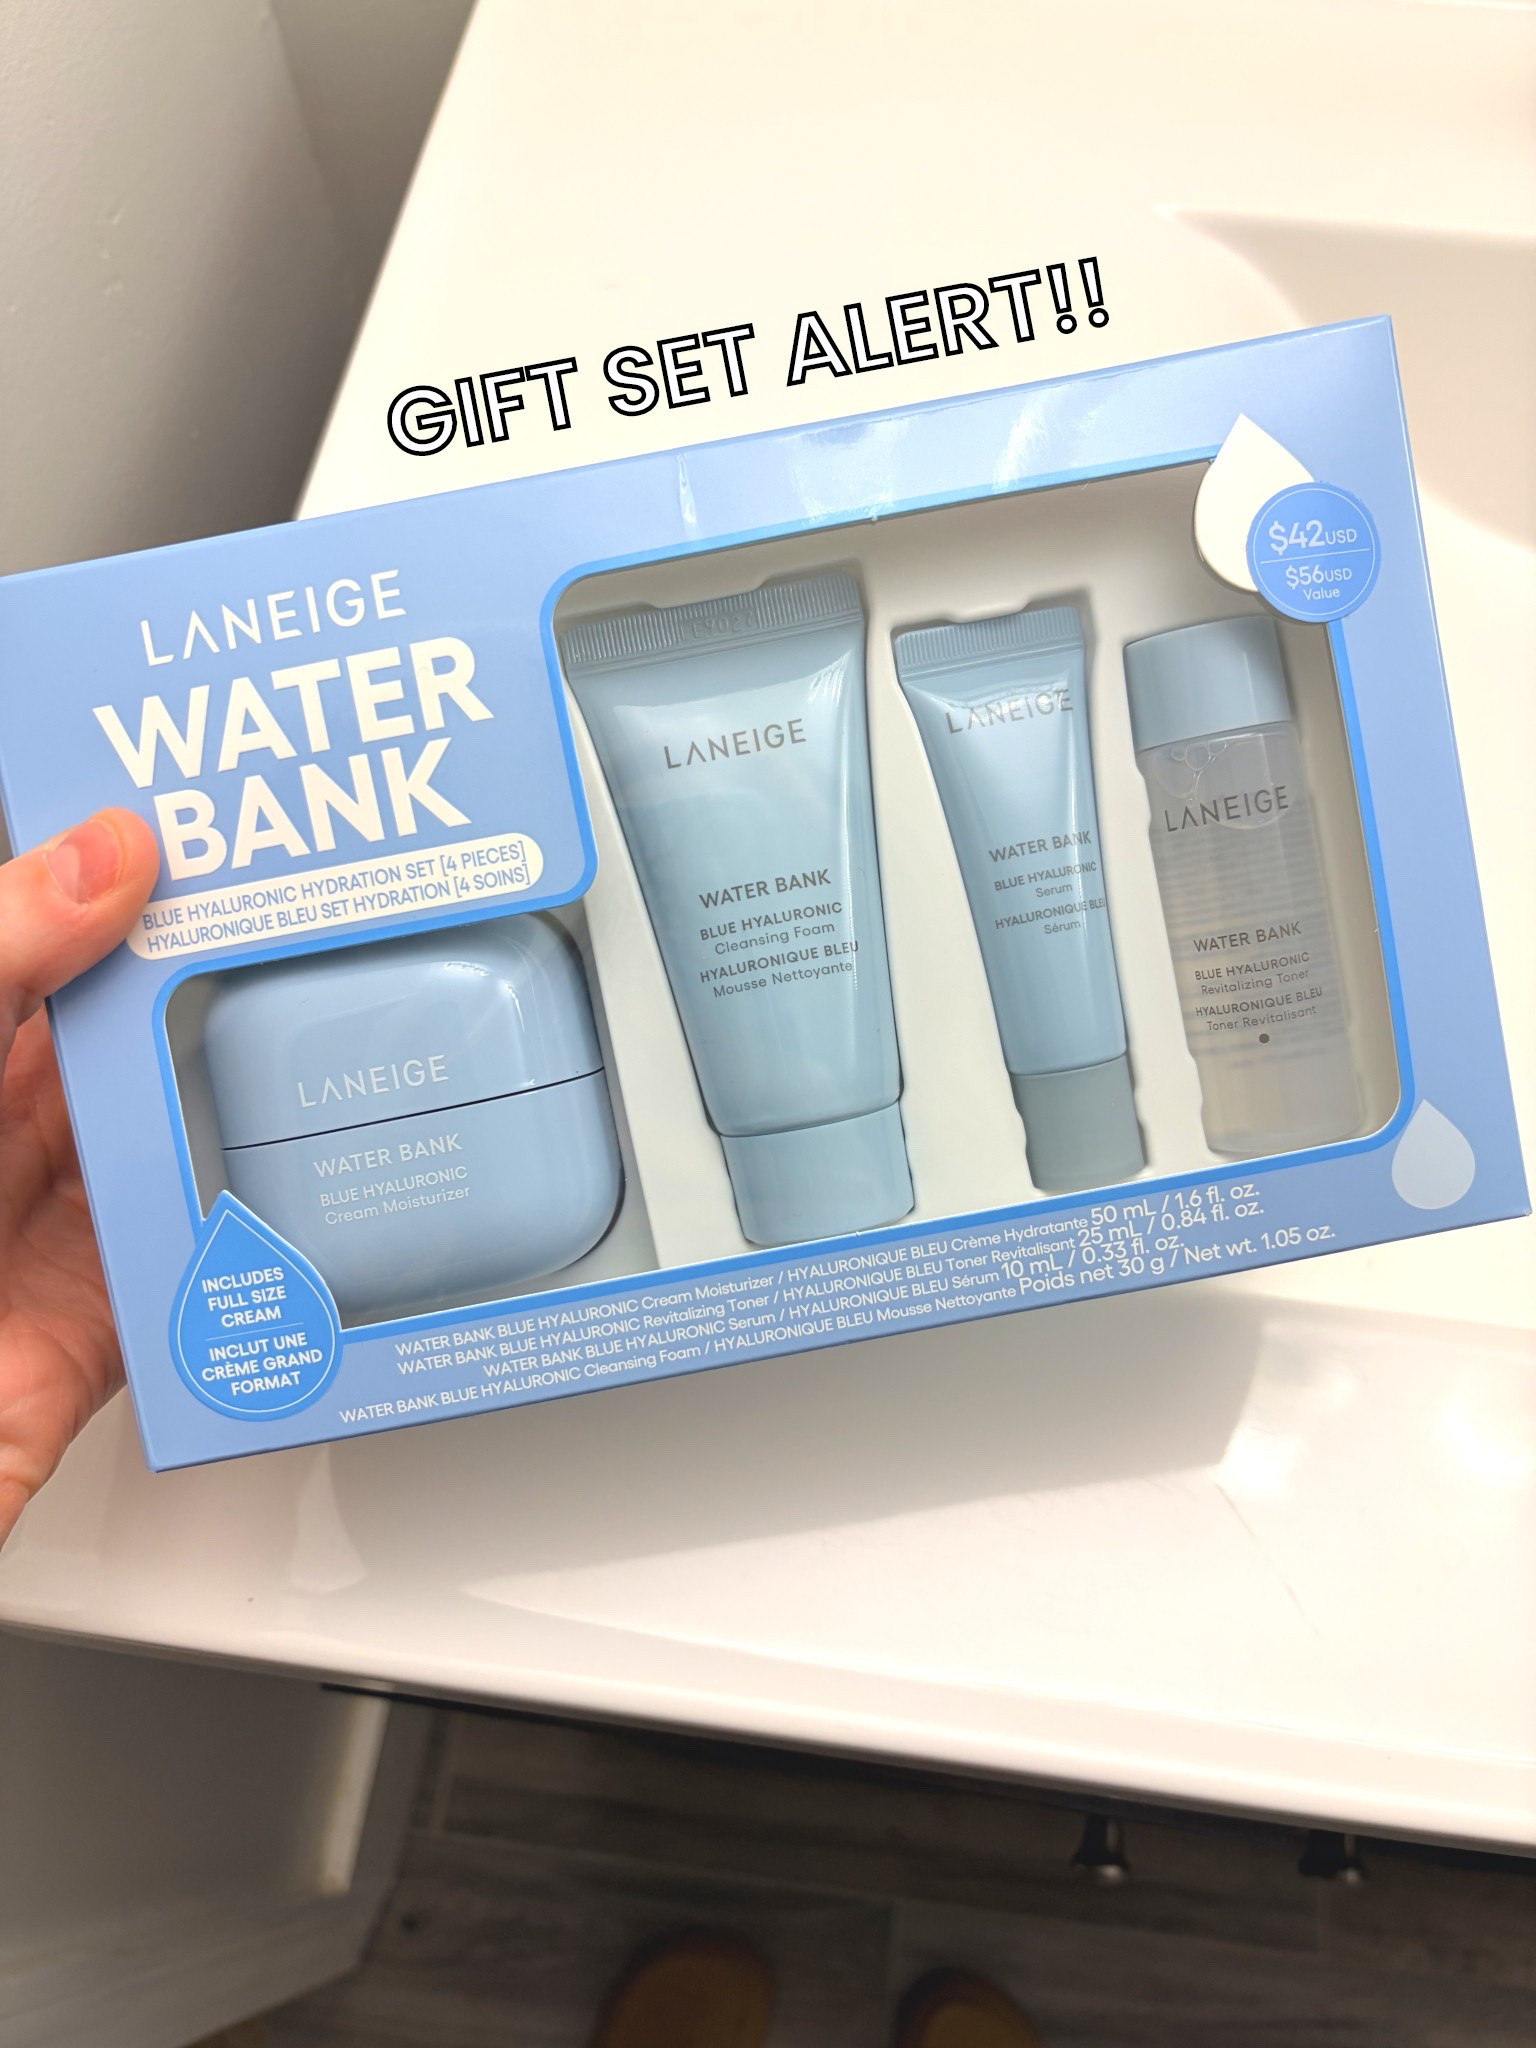 GIFT SET ALERT!!
$42USD
$56USD
Value
LANEIGE
WATER
BANK
BLUE HYALURONIC HYDRATION SET [4 PIECES]
HYALURONIQUE BLEU SET HYDRATION [4 SOINS]
LANEIGE
WATER BANK
BLUE HYALURONIC
Cream Moisturizer
LANEIGE
WATER BANK
BLUE HYALURONIC
Cleansing Foam
HYALURONIQUE BLEU
Mousse Nettoyante
LANEIGE
WATER BANK
BLUE HYALURONIC
Serum
HYALURONIQUE BLEU
Sérum
LANEIGE
WATER BANK
BLUE HYALURONIC
Revitalizing Toner
HYALURONIQUE BLEU
Toner Revitalisant
INCLUDES
FULL SIZE
CREAM
INCLUT UNE
CRÈME GRAND
FORMAT
WATER BANK BLUE HYALURONIC Cream Moisturizer / HYALURONIQUE BLEU Crème Hydratante 50 mL / 1.6 fl. oz.
WATER BANK BLUE HYALURONIC Revitalizing Toner / HYALURONIQUE BLEU Toner Revitalisant 25 mL / 0.84 fl. oz.
WATER BANK BLUE HYALURONIC Serum / HYALURONIQUE BLEU Sérum 10 mL / 0.33 fl. oz.
WATER BANK BLUE HYALURONIC Cleansing Foam / HYALURONIQUE BLEU Mousse Nettoyante Poids net 30 g / Net wt. 1.05 oz.